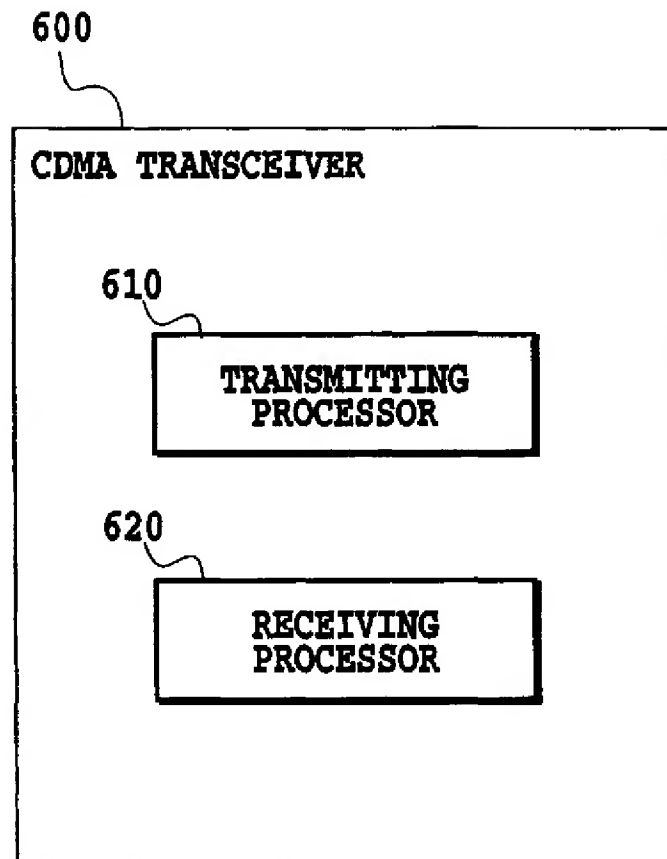 600
CDMA TRANSCEIVER
610
TRANSMITTING
PROCESSOR
620
RECEIVING
PROCESSOR